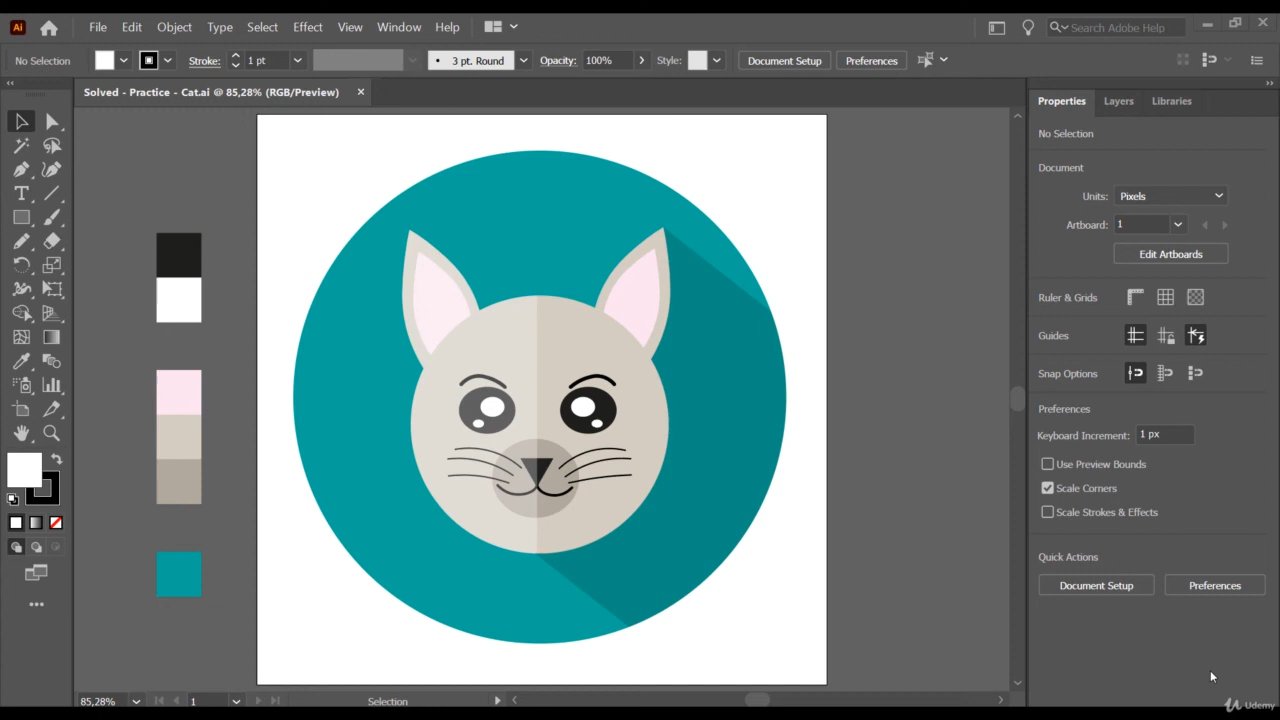 Ai File Edit Object Type Select Effect View Window Help Search Adobe Help
No Selection Stroke: 1 pt 3 pt. Round Opacity: 100% Style: Document Setup Preferences
Solved - Practice - Cat.ai @ 85,28% (RGB/Preview)
Properties Layers Libraries
No Selection
Document
Units: Pixels
Artboard: 1
Edit Artboards
Ruler & Grids
Guides
Snap Options
Preferences
Keyboard Increment: 1 px
Use Preview Bounds
Scale Corners
Scale Strokes & Effects
Quick Actions
Document Setup Preferences
85,28% 1 Selection
Udemy